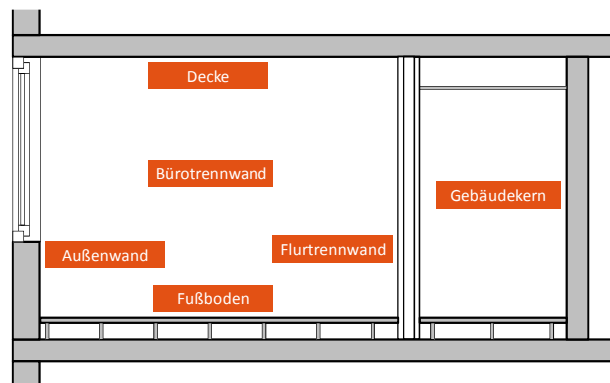 Decke
Bürotrennwand
Gebäudekern
Außenwand
Flurtrennwand
Fußboden